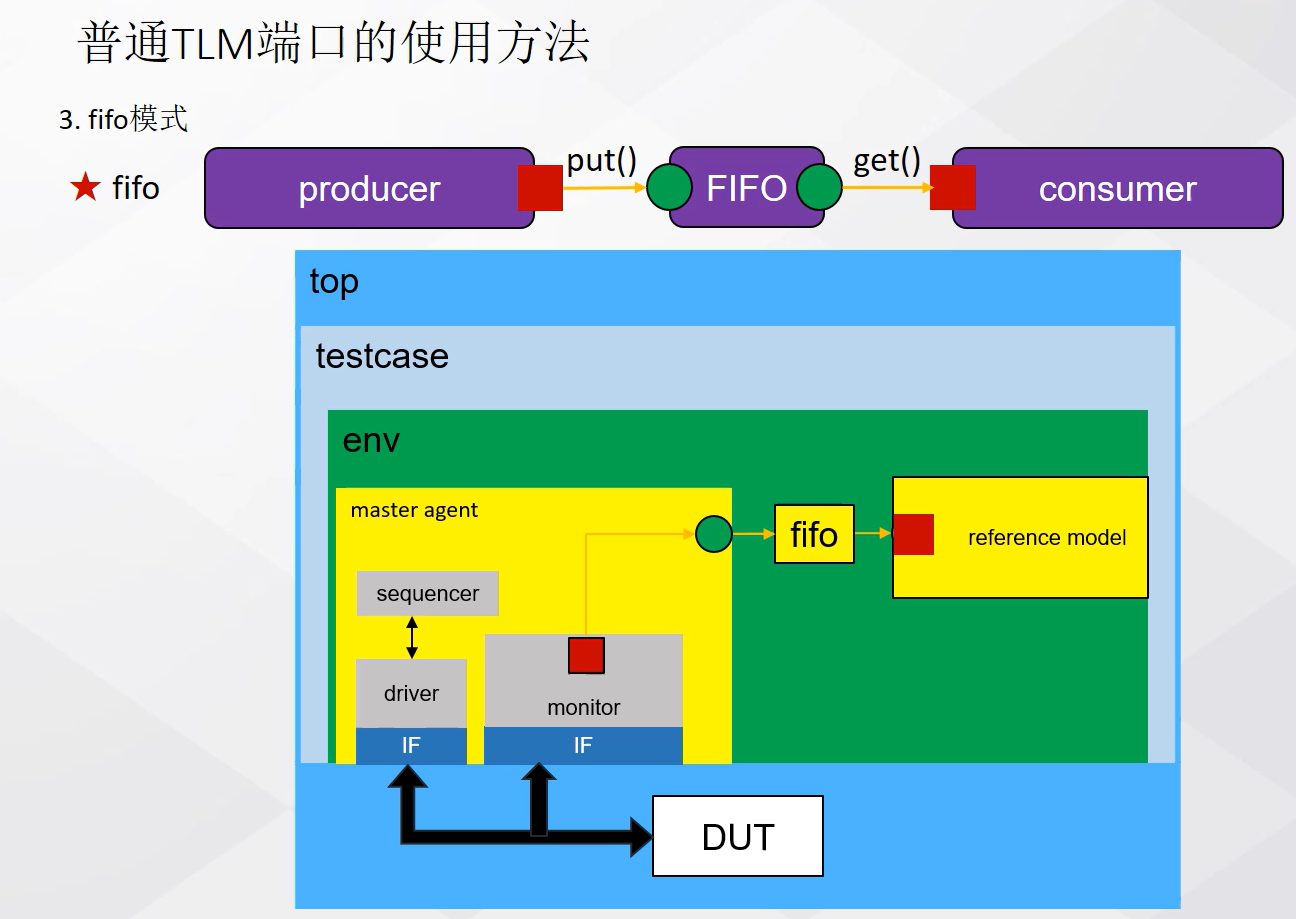 普通TLM端口的使用方法
3. fifo模式
★ fifo
producer
put()
FIFO
get()
consumer
top
testcase
env
master agent
fifo
reference model
sequencer
driver
monitor
IF
IF
DUT